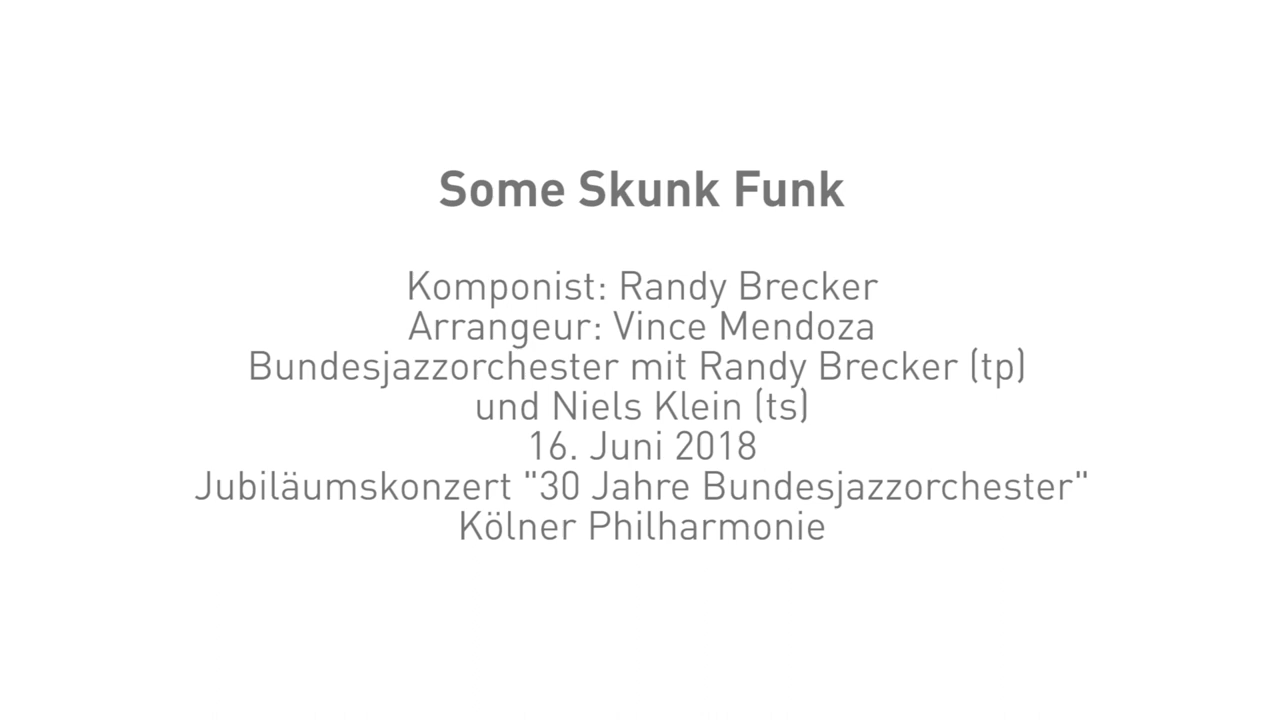 Some Skunk Funk
Komponist: Randy Brecker
Arrangeur: Vince Mendoza
Bundesjazzorchester mit Randy Brecker (tp)
und Niels Klein (ts)
16. Juni 2018
Jubiläumskonzert "30 Jahre Bundesjazzorchester"
Kölner Philharmonie